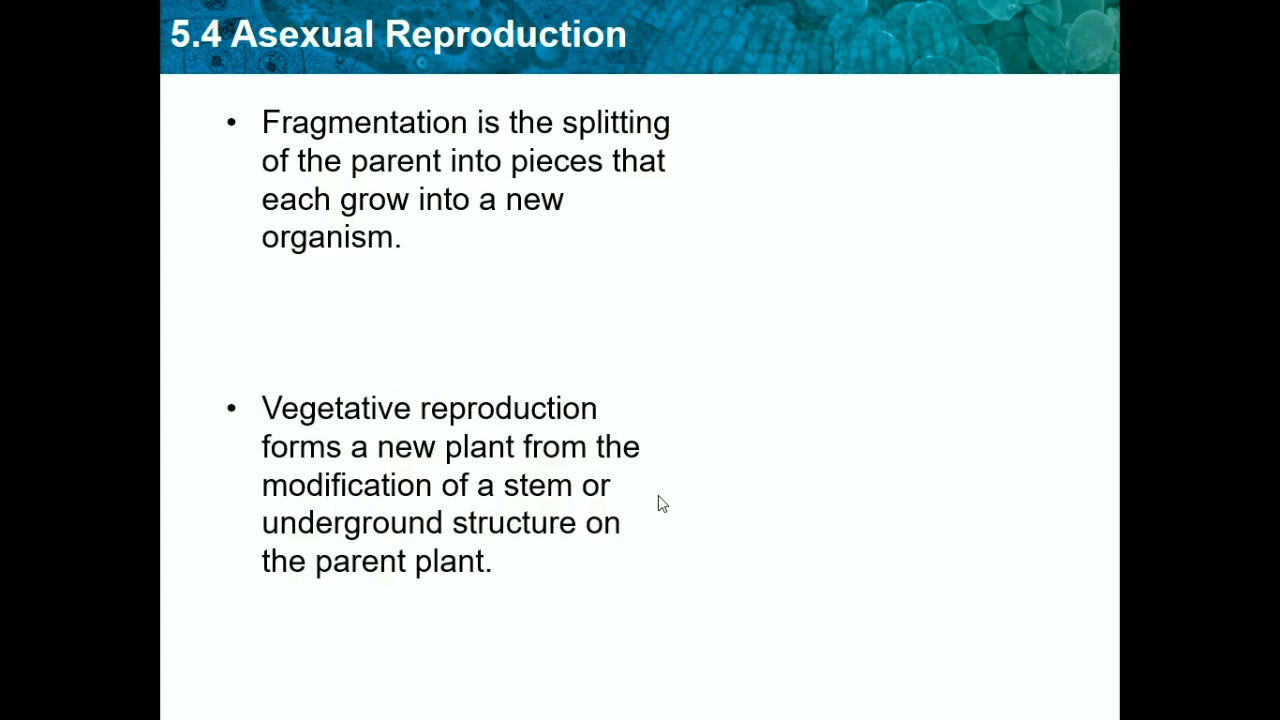 5.4 Asexual Reproduction
• Fragmentation is the splitting
of the parent into pieces that
each grow into a new
organism.
• Vegetative reproduction
forms a new plant from the
modification of a stem or
underground structure on
the parent plant.